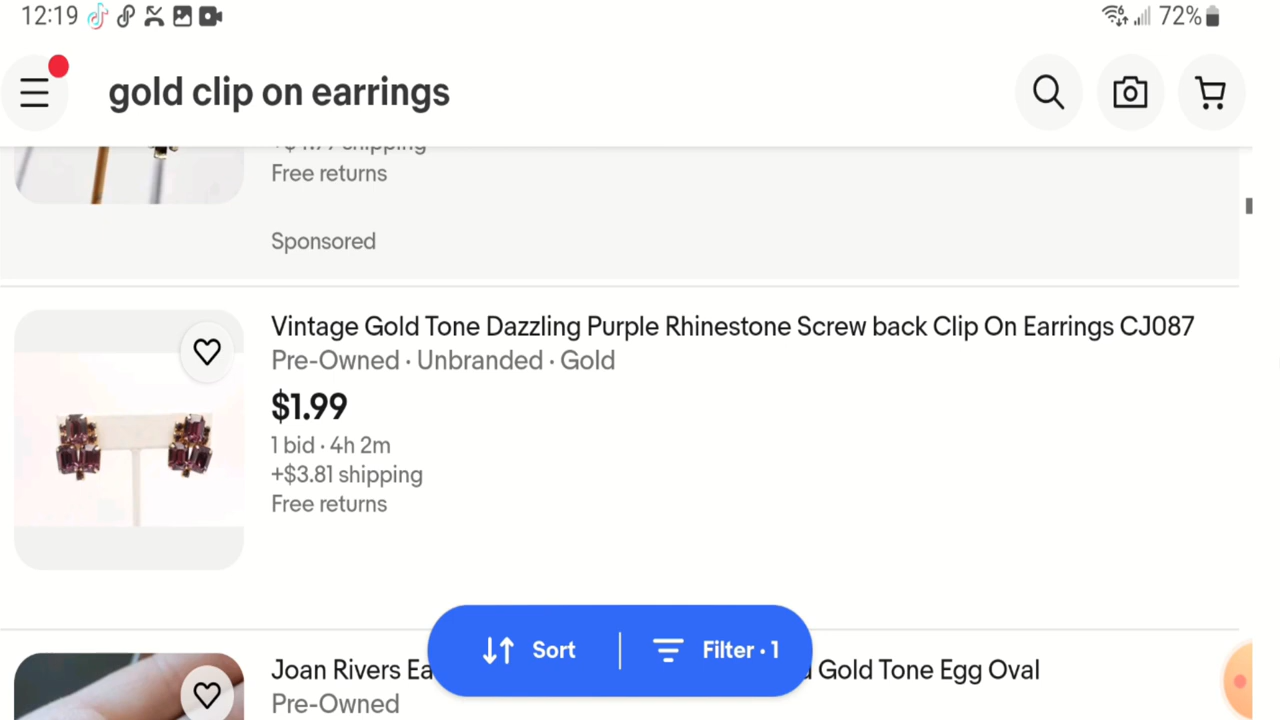 12:19
72%
gold clip on earrings
shipping
Free returns
Sponsored
Vintage Gold Tone Dazzling Purple Rhinestone Screw back Clip On Earrings CJ087
Pre-Owned · Unbranded · Gold
$1.99
1 bid · 4h 2m
+$3.81 shipping
Free returns
Sort
Filter · 1
Joan Rivers
Gold Tone Egg Oval
Pre-Owned